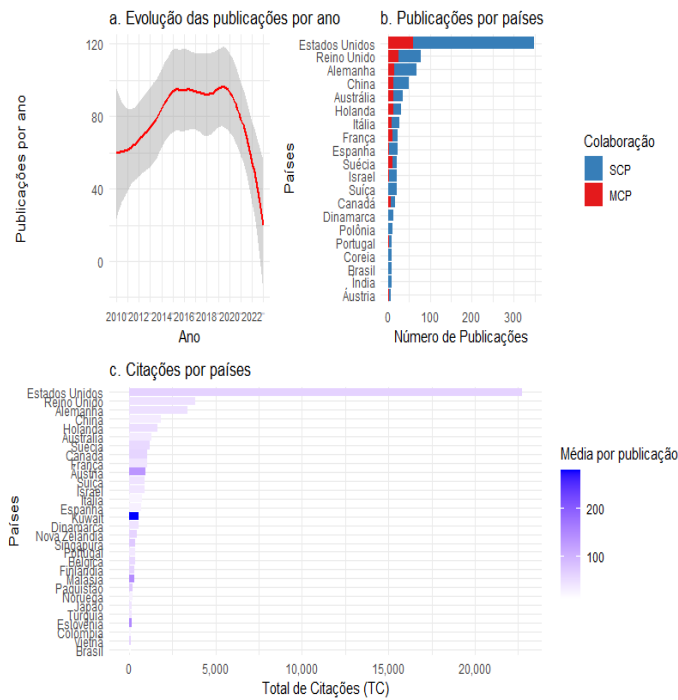 a. Evolução das publicações por ano
Publicações por ano
120
80
40
0
2010 2012 2014 2016 2018 2020 2022
Ano
b. Publicações por países
Países
Estados Unidos
Reino Unido
Alemanha
China
Austrália
Holanda
Itália
França
Espanha
Suécia
Israel
Suíça
Canadá
Dinamarca
Polônia
Portugal
Coreia
Brasil
India
Áustria
0 100 200 300
Número de Publicações
Colaboração
SCP
MCP
c. Citações por países
Países
Estados Unidos
Reino Unido
Alemanha
China
Holanda
Australia
Suécia
Canadá
França
Áustria
Suíça
Israel
Itália
Espanha
Kuwait
Dinamarca
Nova Zelândia
Singapura
Portugal
Bélgica
Finlândia
Malásia
Paquistão
Noruega
Japão
Turquia
Eslovênia
Colômbia
Vietnã
Brasil
0 5,000 10,000 15,000 20,000
Total de Citações (TC)
Média por publicação
200
100